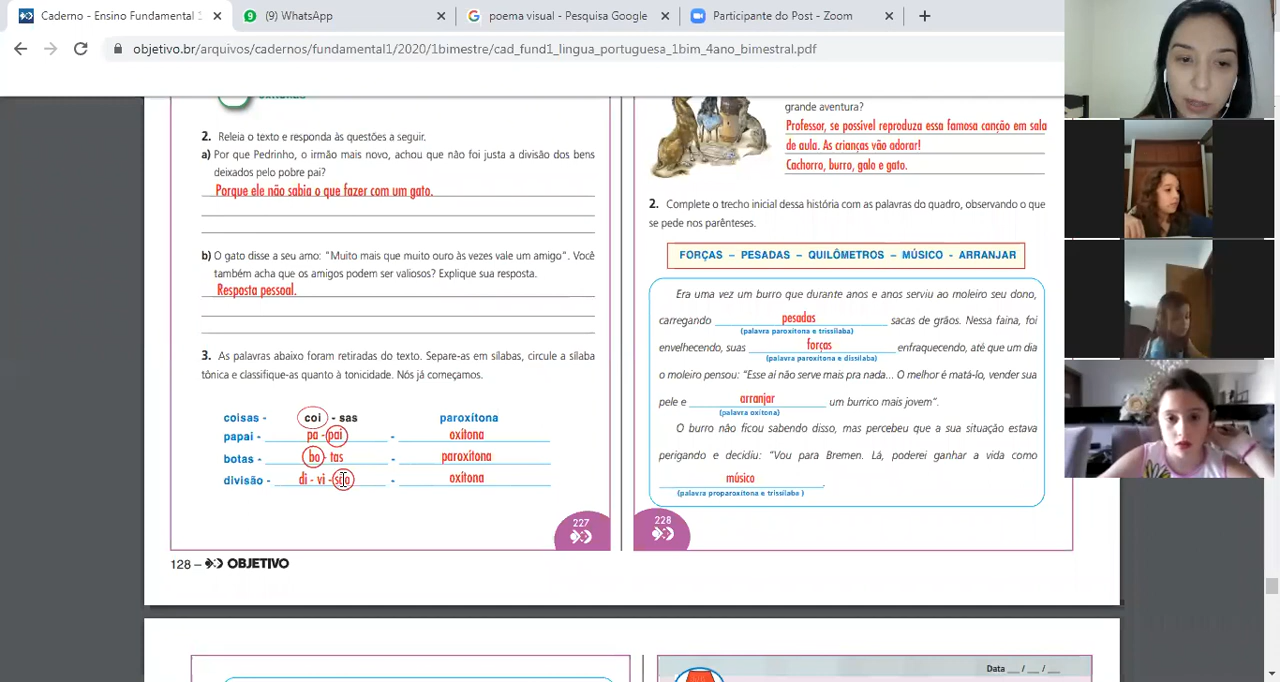 Caderno - Ensino Fundamental
(9) WhatsApp
poema visual - Pesquisa Google
Participante do Post - Zoom
objetivo.br/arquivos/cadernos/fundamental1/2020/1bimestre/cad_fund1_lingua_portuguesa_1bim_4ano_bimestral.pdf
2. Releia o texto e responda às questões a seguir.
a) Por que Pedrinho, o irmão mais novo, achou que não foi justa a divisão dos bens
deixados pelo pobre pai?
Porque ele não sabia o que fazer com um gato.
b) O gato disse a seu amo: "Muito mais que muito ouro às vezes vale um amigo". Você
também acha que os amigos podem ser valiosos? Explique sua resposta.
Resposta pessoal.
3. As palavras abaixo foram retiradas do texto. Separe-as em sílabas, circule a sílaba
tônica e classifique-as quanto à tonicidade. Nós já começamos.
coisas - coi - sas paroxítona
papai - pa - pai - oxítona
botas - bo - tas - paroxítona
divisão - di - vi - são - oxítona
227
128 – OBJETIVO
grande aventura?
Professor, se possível reproduza essa famosa canção em sala
de aula. As crianças vão adorar!
Cachorro, burro, galo e gato.
2. Complete o trecho inicial dessa história com as palavras do quadro, observando o que
se pede nos parênteses.
FORÇAS – PESADAS – QUILÔMETROS – MÚSICO - ARRANJAR
Era uma vez um burro que durante anos e anos serviu ao moleiro seu dono,
carregando pesadas sacas de grãos. Nessa faina, foi
(palavra paroxítona e trissílaba)
envelhecendo, suas forças enfraquecendo, até que um dia
(palavra paroxítona e dissílaba)
o moleiro pensou: "Esse aí não serve mais pra nada... O melhor é matá-lo, vender sua
pele e arranjar um burrico mais jovem".
(palavra oxítona)
O burro não ficou sabendo disso, mas percebeu que a sua situação estava
perigando e decidiu: "Vou para Bremen. Lá, poderei ganhar a vida como
músico .
(palavra proparoxítona e trissílaba )
228
Data __ / __ / __